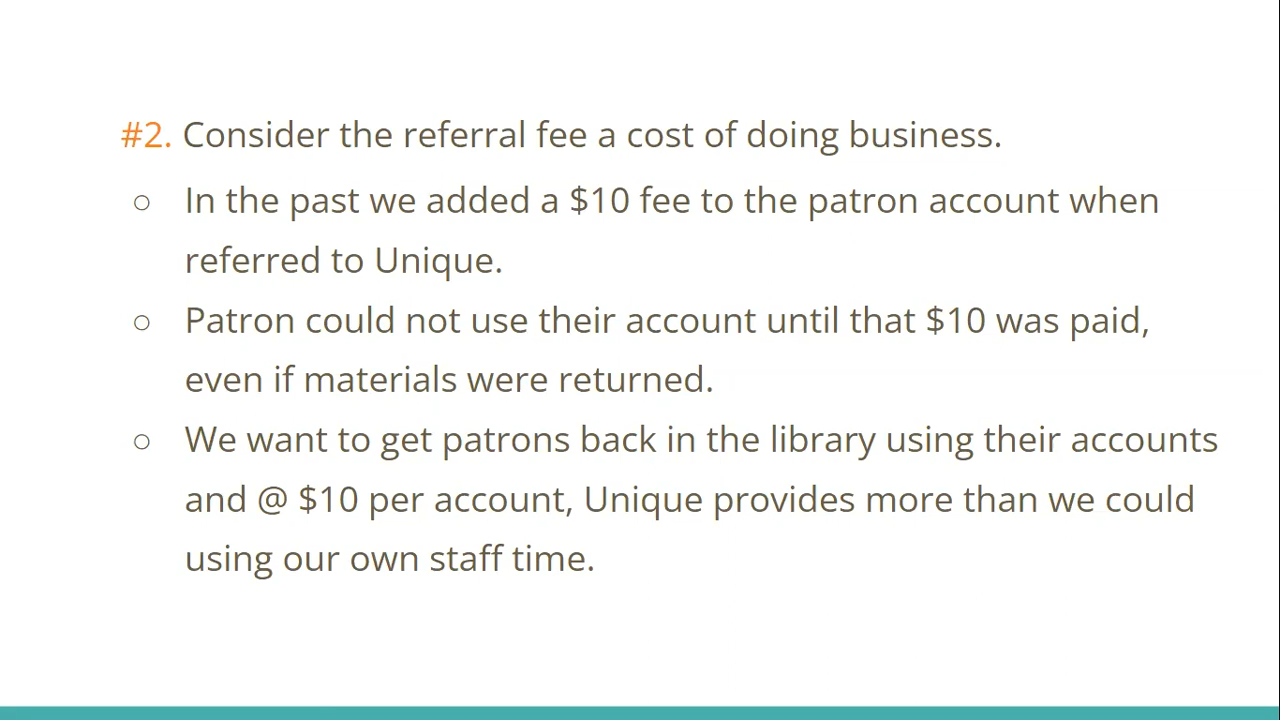 #2. Consider the referral fee a cost of doing business.
○ In the past we added a $10 fee to the patron account when
referred to Unique.
○ Patron could not use their account until that $10 was paid,
even if materials were returned.
○ We want to get patrons back in the library using their accounts
and @ $10 per account, Unique provides more than we could
using our own staff time.